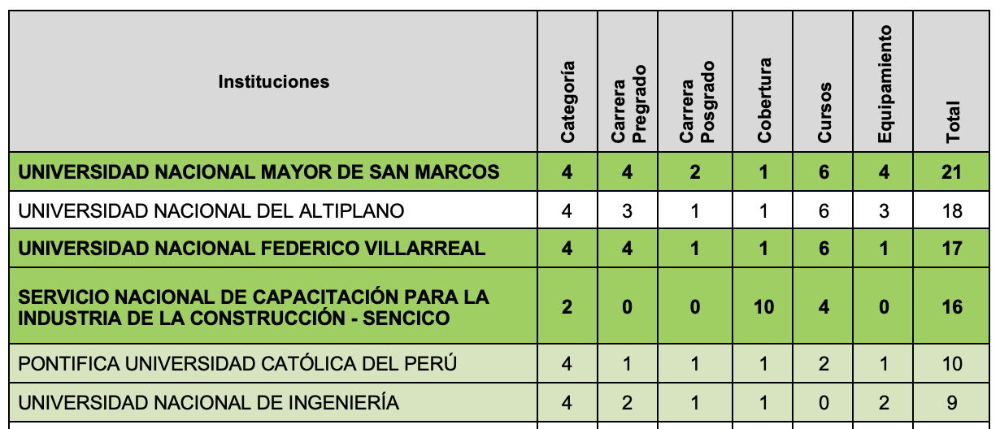 Instituciones Categoría Carrera Pregrado Carrera Posgrado Cobertura Cursos Equipamiento Total
UNIVERSIDAD NACIONAL MAYOR DE SAN MARCOS 4 4 2 1 6 4 21
UNIVERSIDAD NACIONAL DEL ALTIPLANO 4 3 1 1 6 3 18
UNIVERSIDAD NACIONAL FEDERICO VILLARREAL 4 4 1 1 6 1 17
SERVICIO NACIONAL DE CAPACITACIÓN PARA LA
INDUSTRIA DE LA CONSTRUCCIÓN - SENCICO 2 0 0 10 4 0 16
PONTIFICA UNIVERSIDAD CATÓLICA DEL PERÚ 4 1 1 1 2 1 10
UNIVERSIDAD NACIONAL DE INGENIERÍA 4 2 1 1 0 2 9